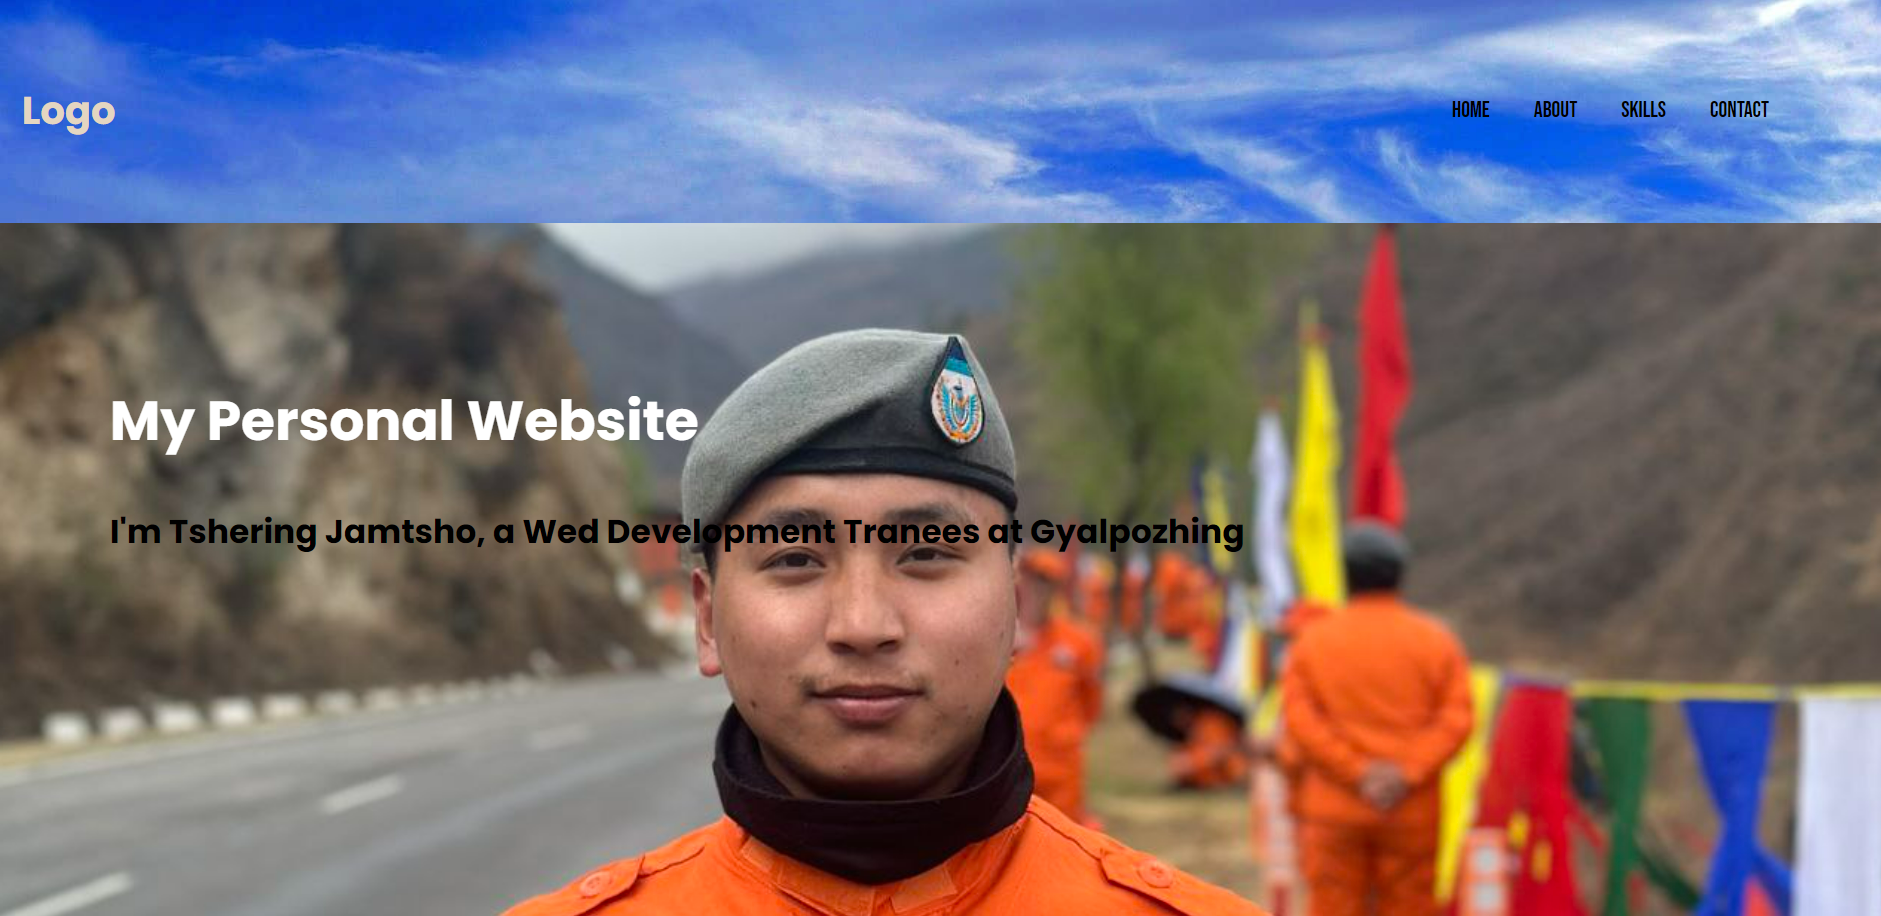 Logo
HOME ABOUT SKILLS CONTACT
My Personal Website
I'm Tshering Jamtsho, a Wed Development Tranees at Gyalpozhing